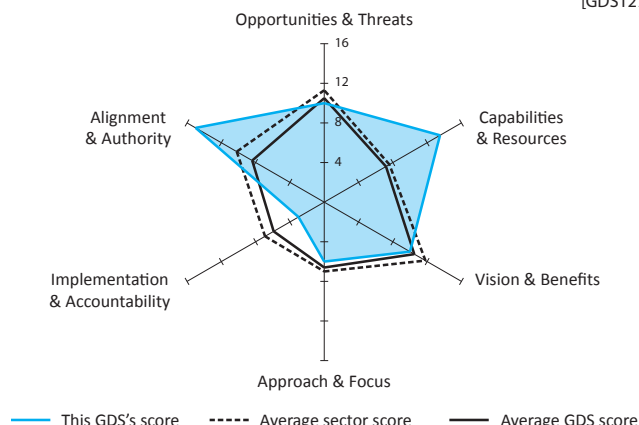 [GDS12
Opportunities & Threats
16
12
8
4
Alignment
& Authority
Capabilities
& Resources
Implementation
& Accountability
Vision & Benefits
Approach & Focus
This GDS's score
Average sector score
Average GDS score